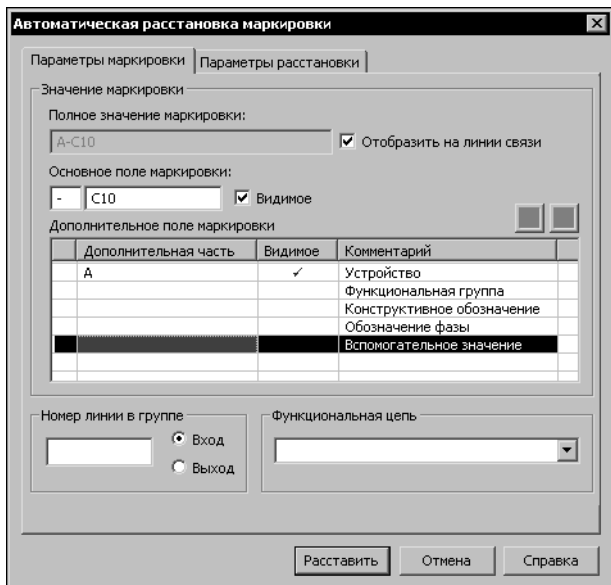 Автоматическая расстановка маркировки
Параметры маркировки Параметры расстановки
Значение маркировки
Полное значение маркировки:
A-C10 Отобразить на линии связи
Основное поле маркировки:
- C10 Видимое
Дополнительное поле маркировки
Дополнительная часть Видимое Комментарий
A ✓ Устройство
Функциональная группа
Конструктивное обозначение
Обозначение фазы
Вспомогательное значение
Номер линии в группе Функциональная цепь
Вход
Выход
Расставить Отмена Справка